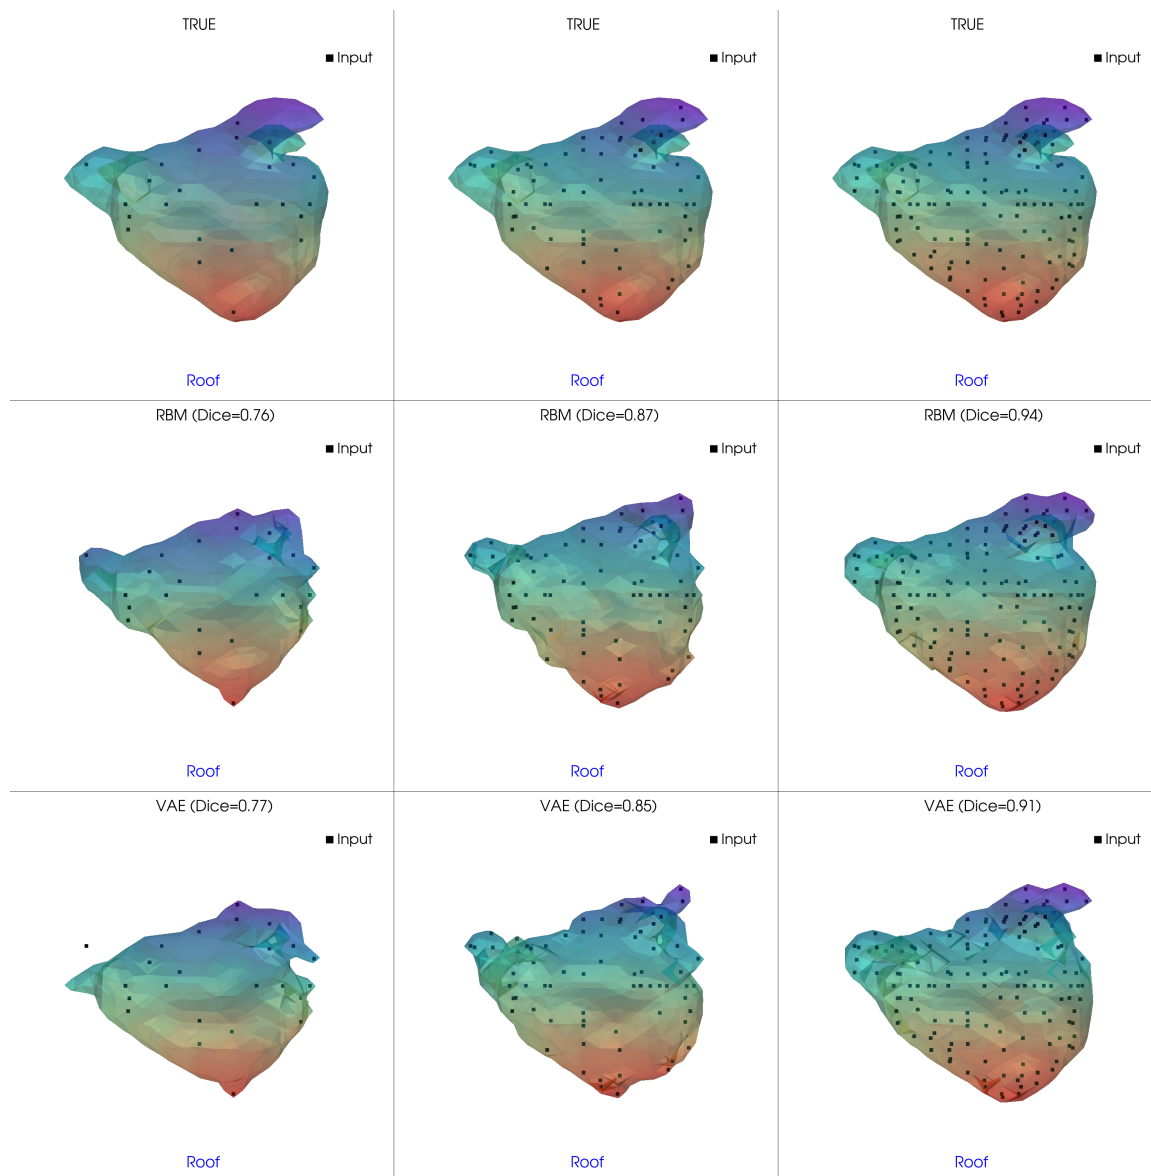 TRUE
Input
Roof
TRUE
Input
Roof
TRUE
Input
Roof
RBM (Dice=0.76)
Input
Roof
RBM (Dice=0.87)
Input
Roof
RBM (Dice=0.94)
Input
Roof
VAE (Dice=0.77)
Input
Roof
VAE (Dice=0.85)
Input
Roof
VAE (Dice=0.91)
Input
Roof